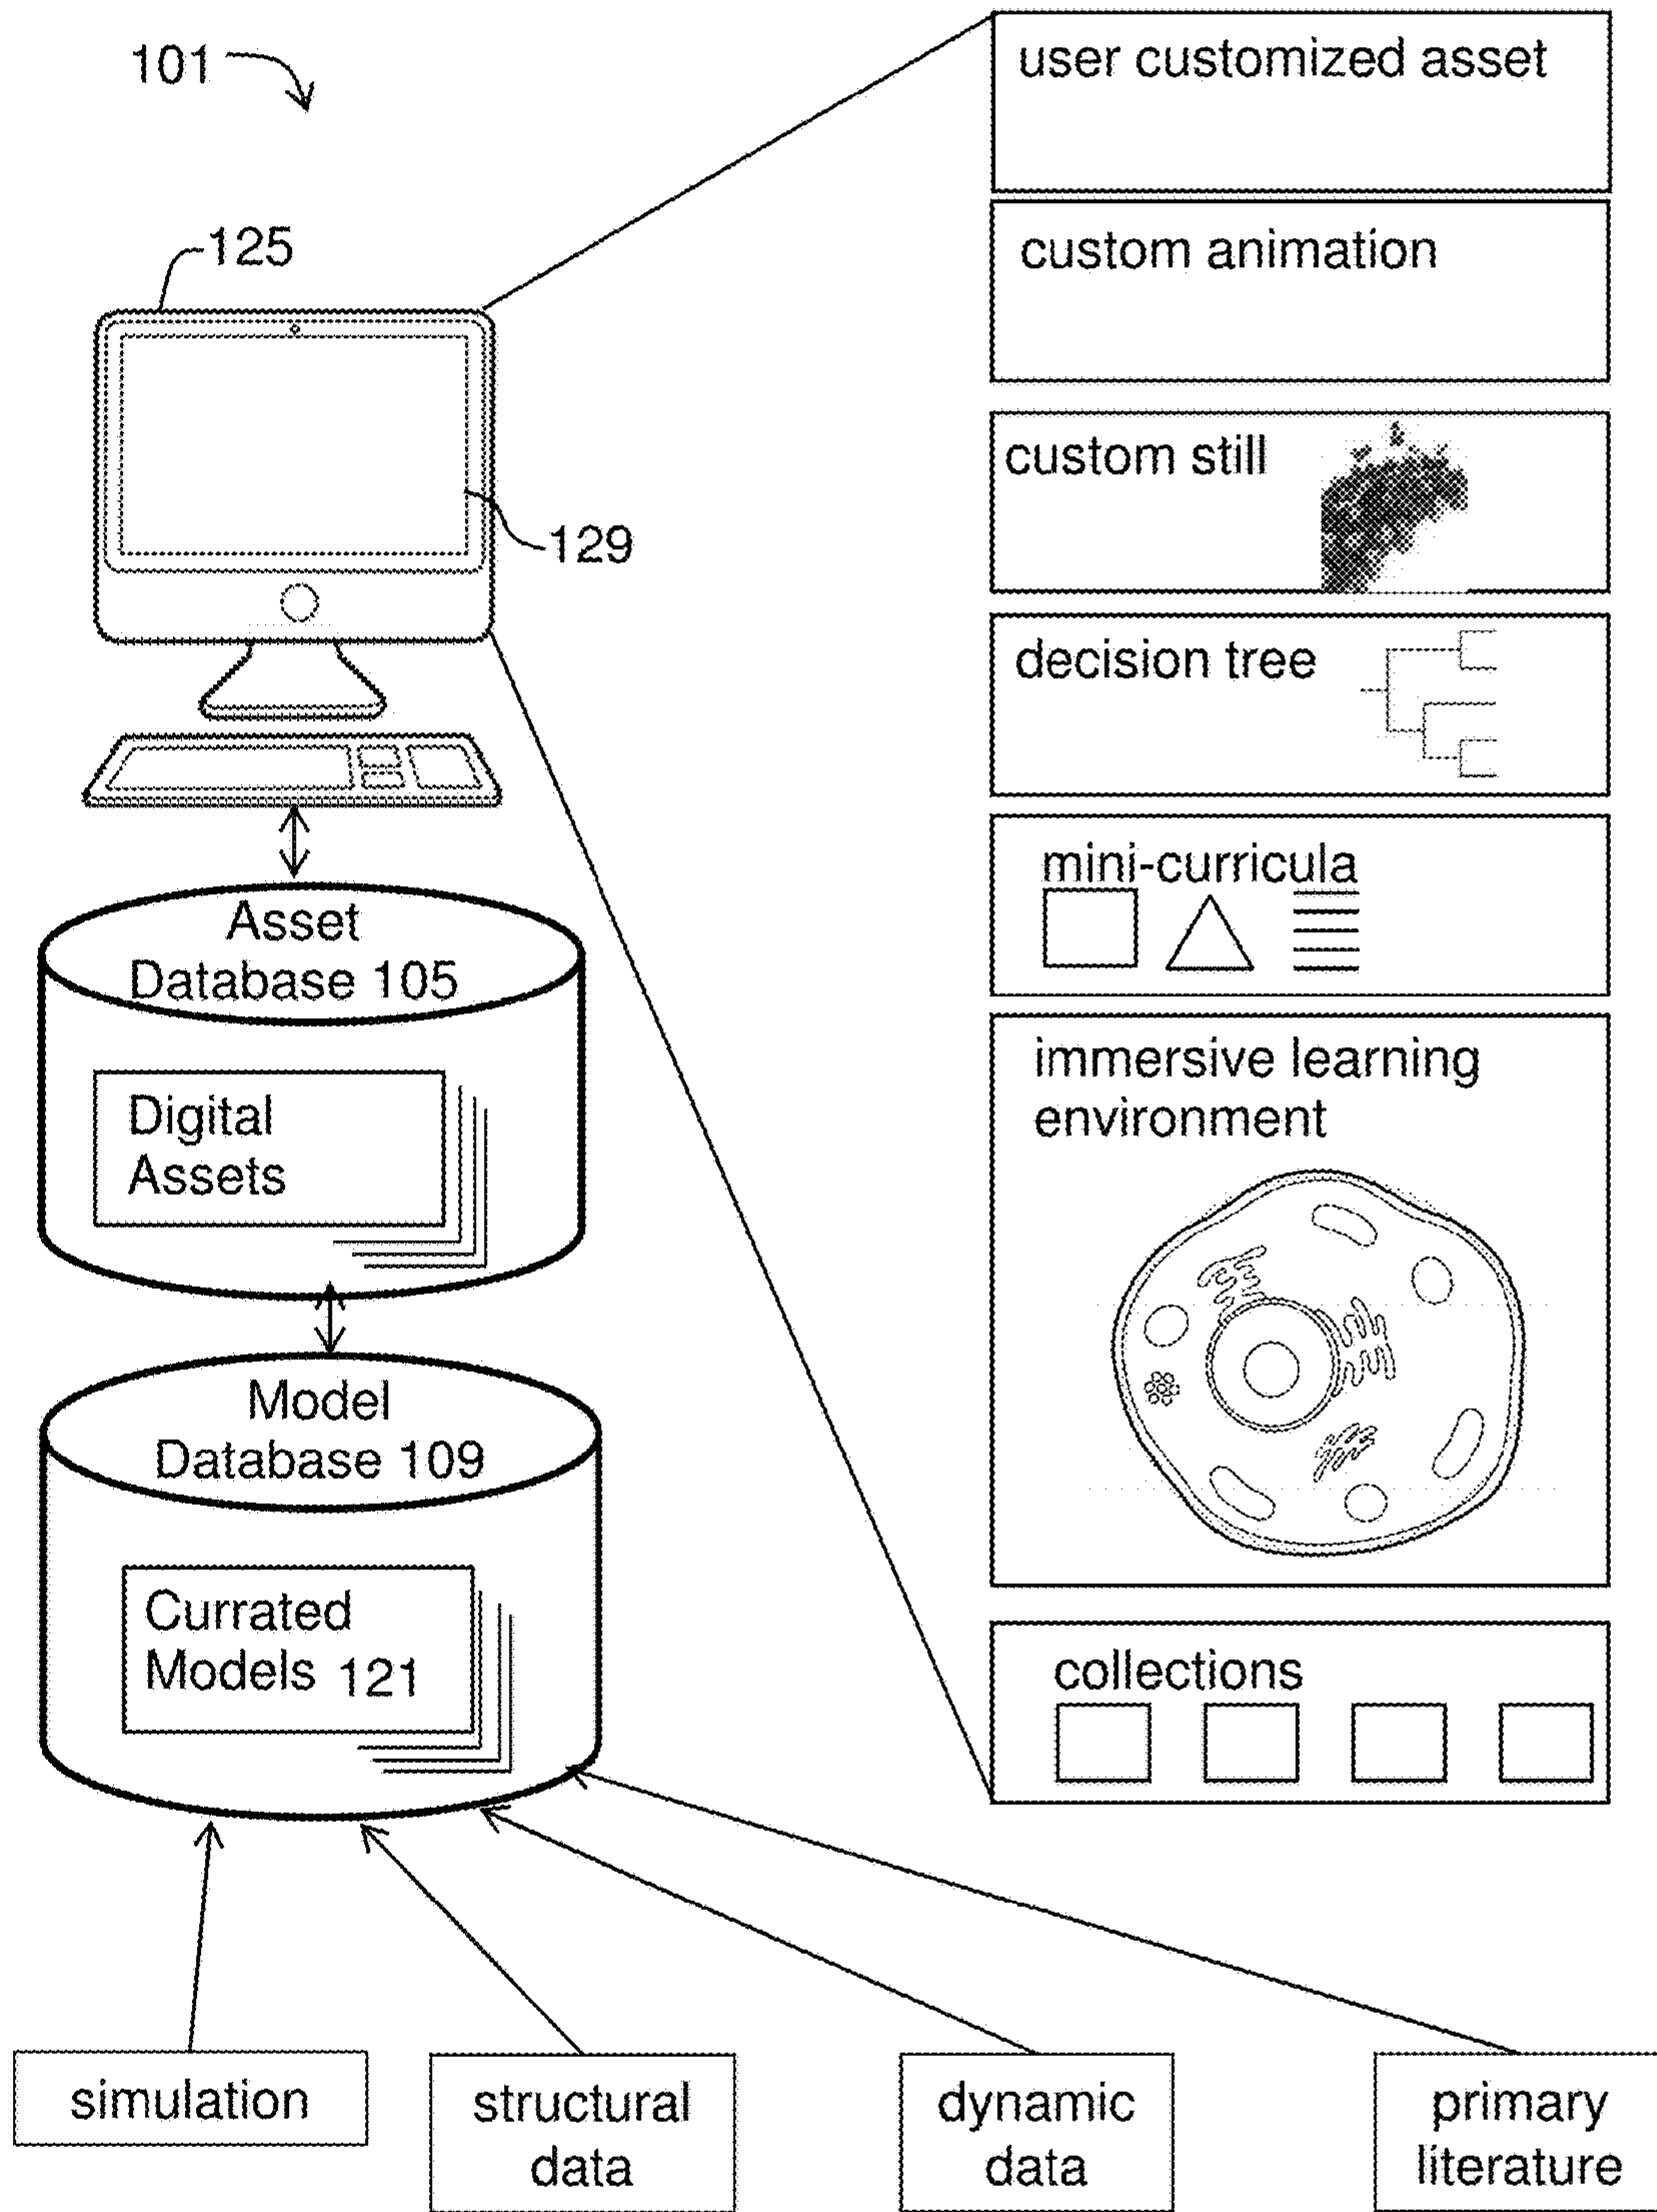 101
125
129
Asset
Database 105
Digital
Assets
Model
Database 109
Currated
Models 121
user customized asset
custom animation
custom still
decision tree
mini-curricula
immersive learning
environment
collections
simulation
structural
data
dynamic
data
primary
literature